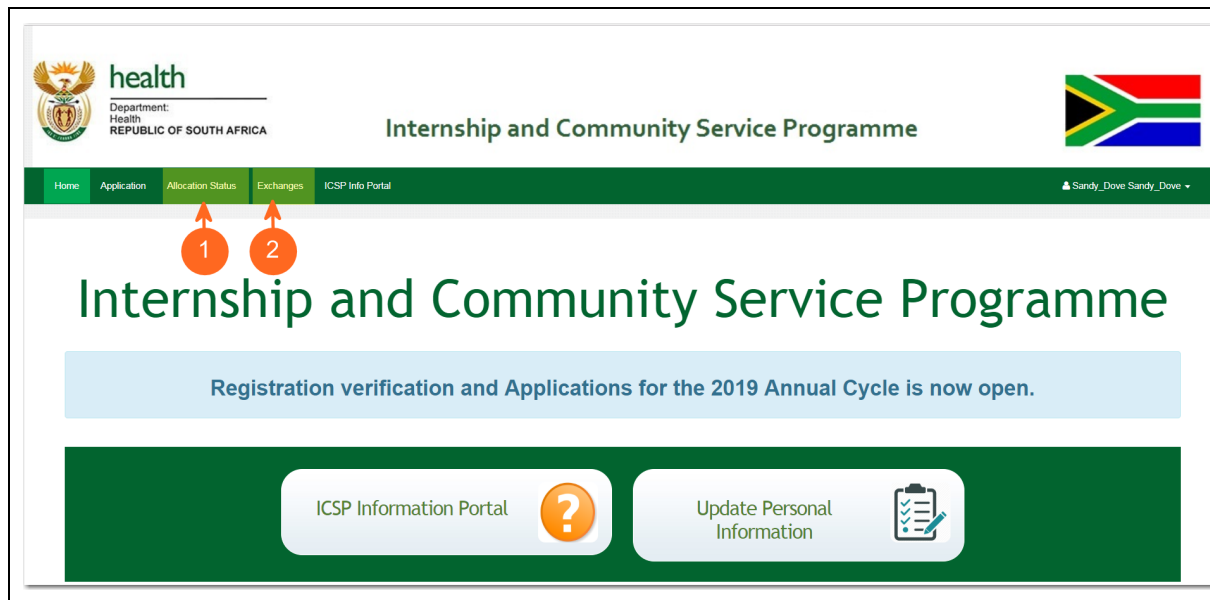 health
Department:
Health
REPUBLIC OF SOUTH AFRICA
Internship and Community Service Programme
Home Application Allocation Status Exchanges ICSP Info Portal Sandy_Dove Sandy_Dove
1 2
Internship and Community Service Programme
Registration verification and Applications for the 2019 Annual Cycle is now open.
ICSP Information Portal ?
Update Personal
Information